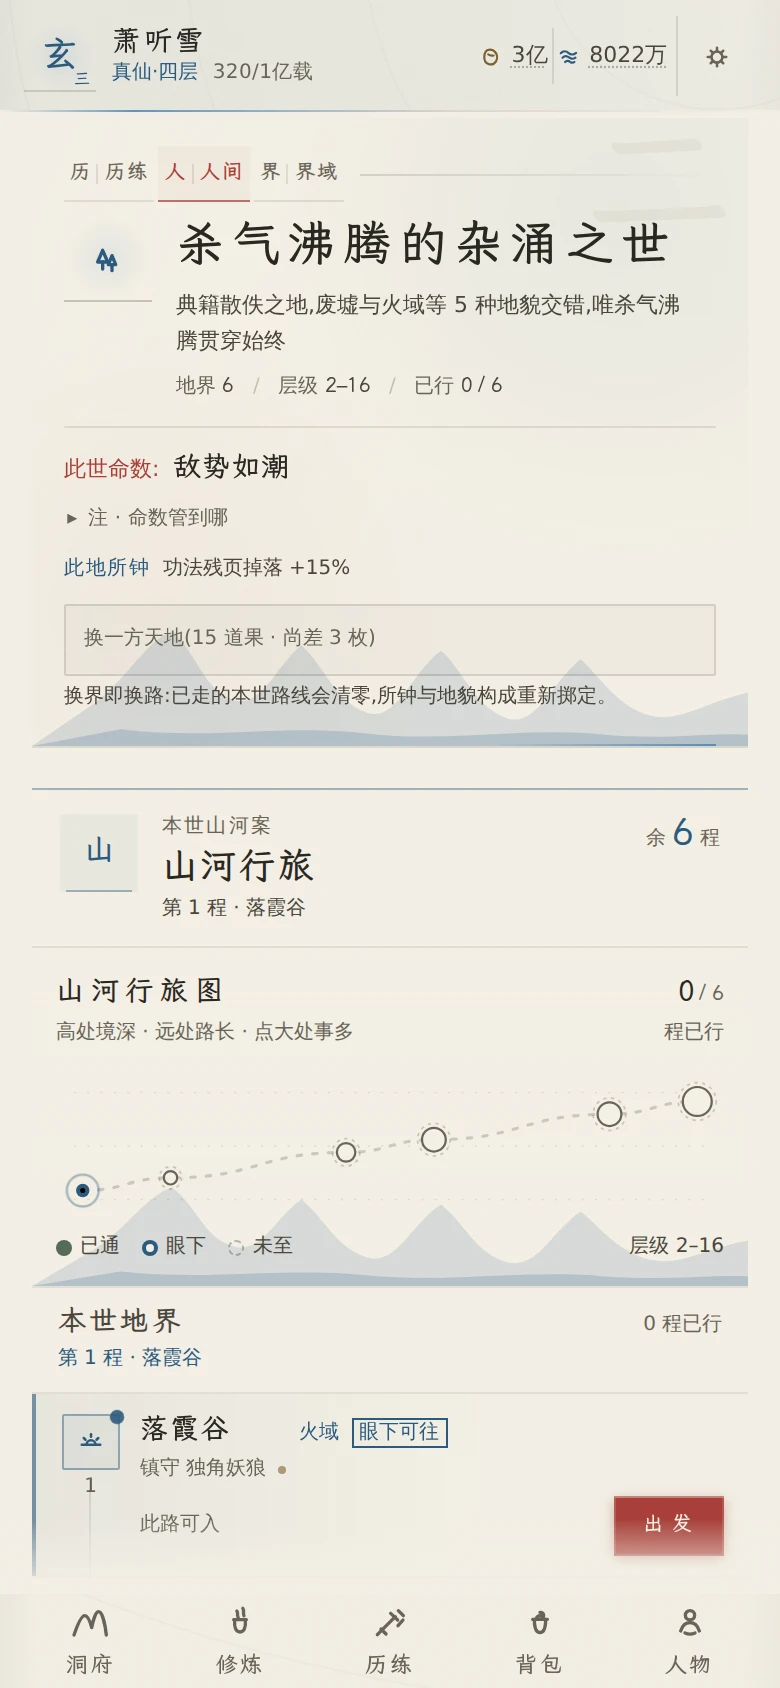 玄三
萧听雪
真仙·四层 320/1亿载
3亿 8022万
历 历练 人 人间 界 界域
杀气沸腾的杂涌之世
典籍散佚之地,废墟与火域等 5 种地貌交错,唯杀气沸
腾贯穿始终
地界 6 / 层级 2–16 / 已行 0 / 6
此世命数: 敌势如潮
▸ 注 · 命数管到哪
此地所钟 功法残页掉落 +15%
换一方天地(15 道果 · 尚差 3 枚)
换界即换路:已走的本世路线会清零,所钟与地貌构成重新掷定。
山
本世山河案
余 6 程
山河行旅
第 1 程 · 落霞谷
山河行旅图
0 / 6
高处境深 · 远处路长 · 点大处事多
程已行
已通 眼下 未至
层级 2–16
本世地界
0 程已行
第 1 程 · 落霞谷
落霞谷 火域 眼下可往
镇守 独角妖狼
1
此路可入
出发
洞府 修炼 历练 背包 人物